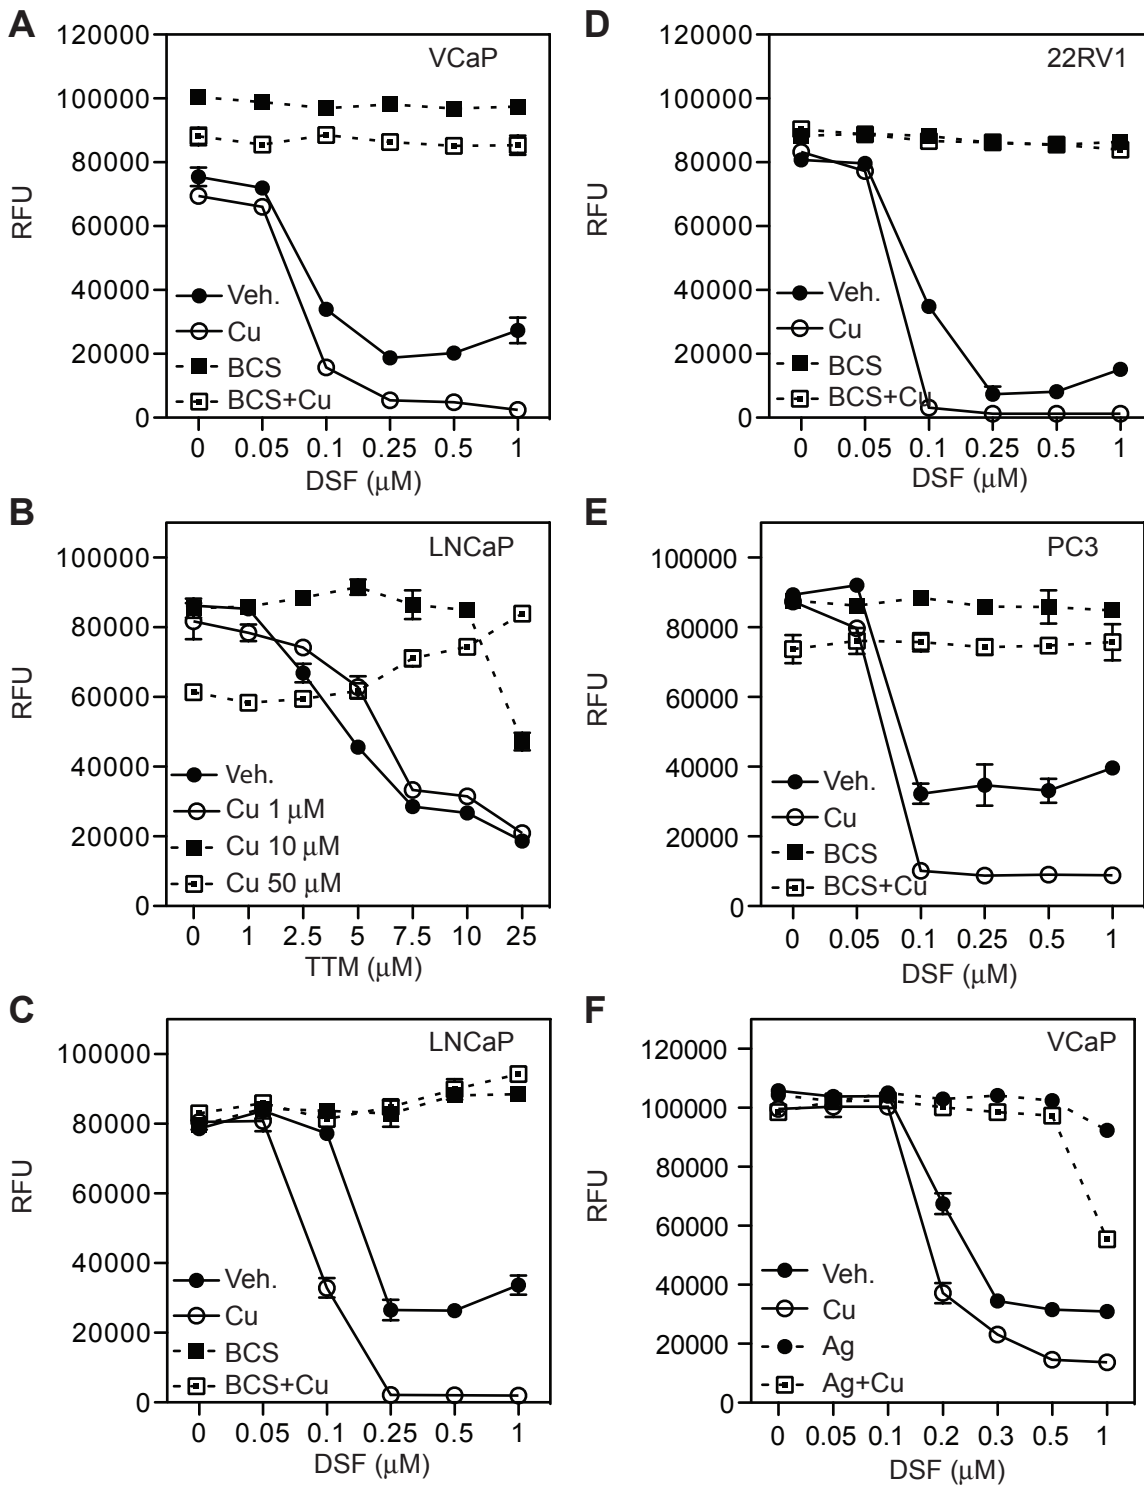 A
VCaP
RFU
120000
100000
80000
60000
40000
20000
0
Veh.
Cu
BCS
BCS+Cu
0 0.05 0.1 0.25 0.5 1
DSF (μM)
B
LNCaP
RFU
100000
80000
60000
40000
20000
0
Veh.
Cu 1 μM
Cu 10 μM
Cu 50 μM
0 1 2.5 5 7.5 10 25
TTM (μM)
C
LNCaP
RFU
100000
80000
60000
40000
20000
0
Veh.
Cu
BCS
BCS+Cu
0 0.05 0.1 0.25 0.5 1
DSF (μM)
D
22RV1
RFU
120000
100000
80000
60000
40000
20000
0
Veh.
Cu
BCS
BCS+Cu
0 0.05 0.1 0.25 0.5 1
DSF (μM)
E
PC3
RFU
100000
80000
60000
40000
20000
0
Veh.
Cu
BCS
BCS+Cu
0 0.05 0.1 0.25 0.5 1
DSF (μM)
F
VCaP
RFU
120000
100000
80000
60000
40000
20000
0
Veh.
Cu
Ag
Ag+Cu
0 0.05 0.1 0.2 0.3 0.5 1
DSF (μM)